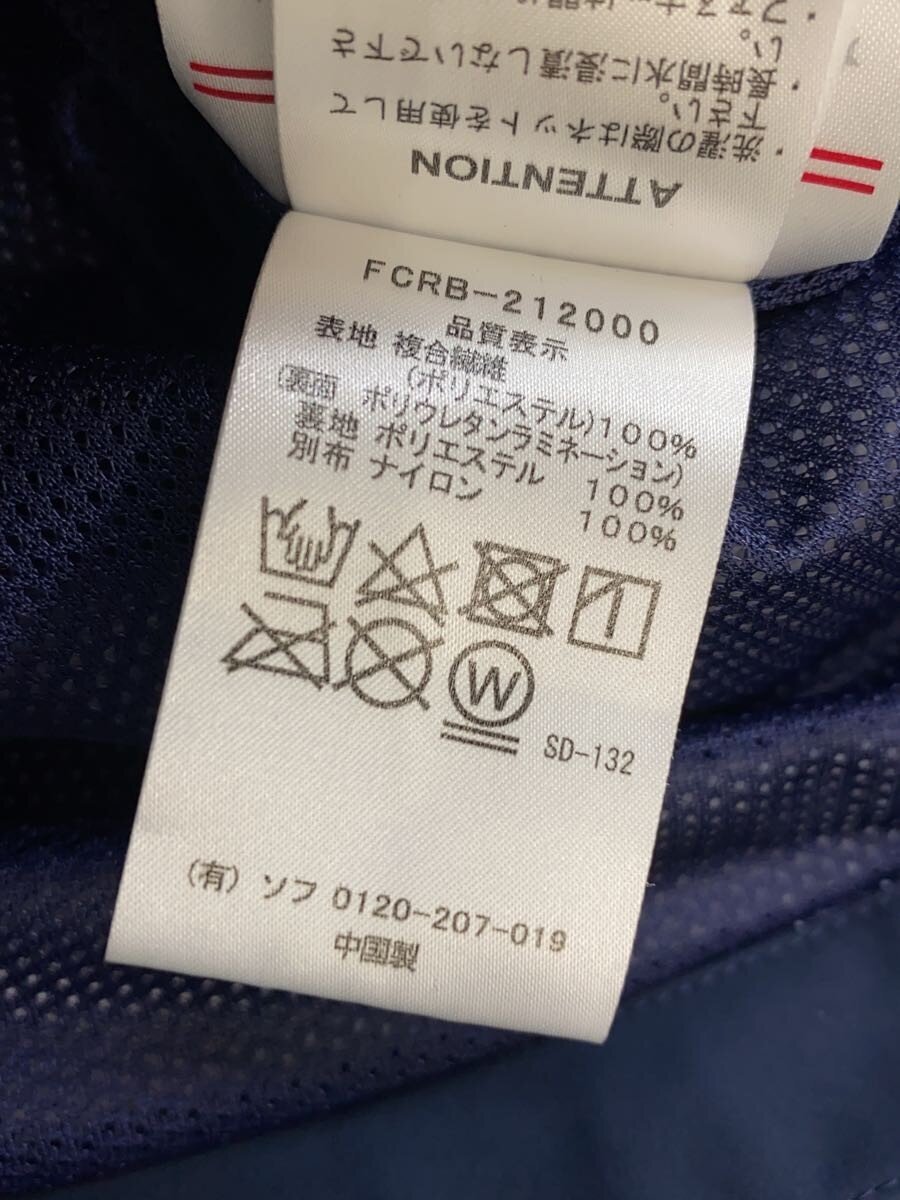 ATTENTION
・洗濯の際はネットを使用して
下さい。
・長時間水に浸漬しないで下さ
い。
FCRB-212000
品質表示
表地 複合繊維
(ポリエステル)100%
(裏面 ポリウレタンラミネーション)
裏地 ポリエステル 100%
別布 ナイロン 100%
W
SD-132
(有) ソフ 0120-207-019
中国製